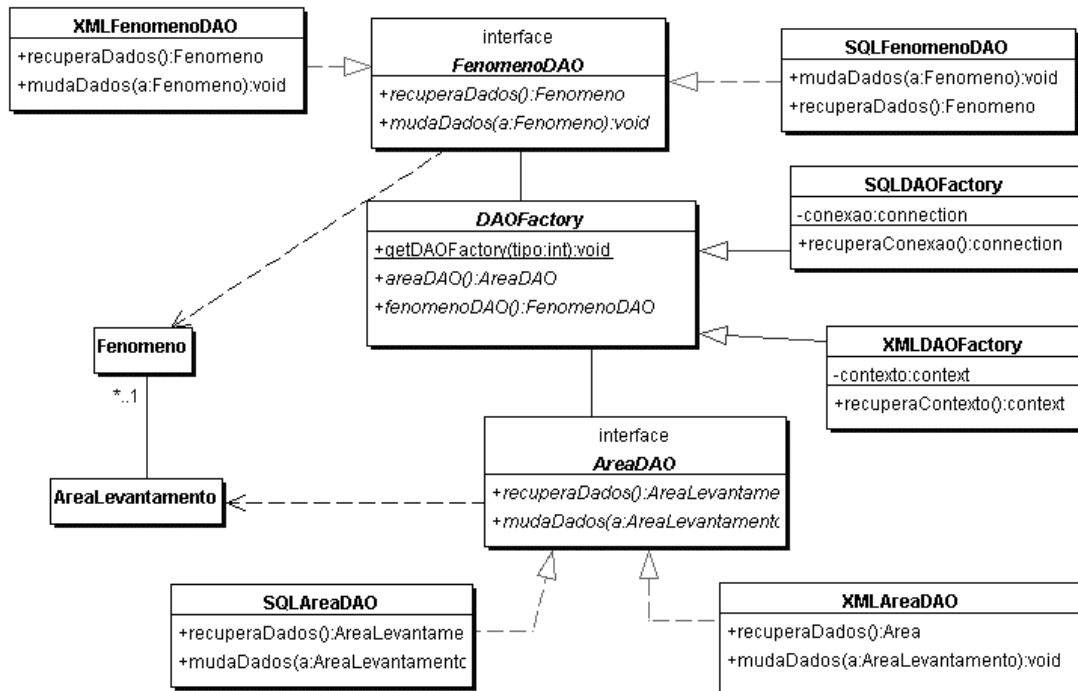 XMLFenomenoDAO
+recuperaDados():Fenomeno
+mudaDados(a:Fenomeno):void
interface
FenomenoDAO
+recuperaDados():Fenomeno
+mudaDados(a:Fenomeno):void
SQLFenomenoDAO
+mudaDados(a:Fenomeno):void
+recuperaDados():Fenomeno
SQLDAOFactory
-conexao:connection
+recuperaConexao():connection
DAOFactory
+getDAOFactory(tipo:int):void
+areaDAO():AreaDAO
+fenomenoDAO():FenomenoDAO
XMLDAOFactory
-contexto:context
+recuperaContexto():context
Fenomeno
*..1
AreaLevantamento
interface
AreaDAO
+recuperaDados():AreaLevantame
+mudaDados(a:AreaLevantamento
SQLAreaDAO
+recuperaDados():AreaLevantame
+mudaDados(a:AreaLevantamento
XMLAreaDAO
+recuperaDados():Area
+mudaDados(a:AreaLevantamento):void